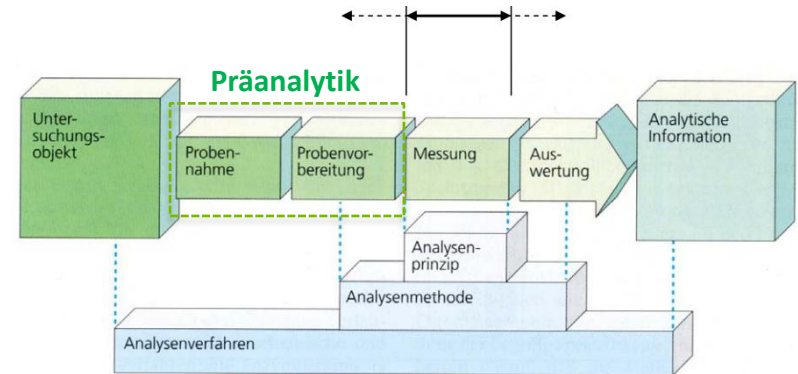 Präanalytik
Unter-
suchungs-
objekt
Proben-
nahme
Probenvor-
bereitung
Messung
Aus-
wertung
Analytische
Information
Analysen-
prinzip
Analysenmethode
Analysenverfahren